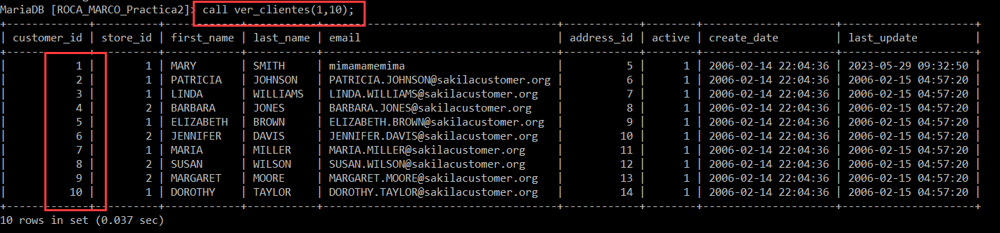 MariaDB [ROCA_MARCO_Practica2]> call ver_clientes(1,10);
+-------------+----------+------------+-----------+-------------------------------------+------------+--------+---------------------+---------------------+
| customer_id | store_id | first_name | last_name | email                               | address_id | active | create_date         | last_update         |
+-------------+----------+------------+-----------+-------------------------------------+------------+--------+---------------------+---------------------+
|           1 |        1 | MARY       | SMITH     | mimamamemima                        |          5 |      1 | 2006-02-14 22:04:36 | 2023-05-29 09:32:50 |
|           2 |        1 | PATRICIA   | JOHNSON   | PATRICIA.JOHNSON@sakilacustomer.org |          6 |      1 | 2006-02-14 22:04:36 | 2006-02-15 04:57:20 |
|           3 |        1 | LINDA      | WILLIAMS  | LINDA.WILLIAMS@sakilacustomer.org   |          7 |      1 | 2006-02-14 22:04:36 | 2006-02-15 04:57:20 |
|           4 |        2 | BARBARA    | JONES     | BARBARA.JONES@sakilacustomer.org    |          8 |      1 | 2006-02-14 22:04:36 | 2006-02-15 04:57:20 |
|           5 |        1 | ELIZABETH  | BROWN     | ELIZABETH.BROWN@sakilacustomer.org  |          9 |      1 | 2006-02-14 22:04:36 | 2006-02-15 04:57:20 |
|           6 |        2 | JENNIFER   | DAVIS     | JENNIFER.DAVIS@sakilacustomer.org   |         10 |      1 | 2006-02-14 22:04:36 | 2006-02-15 04:57:20 |
|           7 |        1 | MARIA      | MILLER    | MARIA.MILLER@sakilacustomer.org     |         11 |      1 | 2006-02-14 22:04:36 | 2006-02-15 04:57:20 |
|           8 |        2 | SUSAN      | WILSON    | SUSAN.WILSON@sakilacustomer.org     |         12 |      1 | 2006-02-14 22:04:36 | 2006-02-15 04:57:20 |
|           9 |        2 | MARGARET   | MOORE     | MARGARET.MOORE@sakilacustomer.org   |         13 |      1 | 2006-02-14 22:04:36 | 2006-02-15 04:57:20 |
|          10 |        1 | DOROTHY    | TAYLOR    | DOROTHY.TAYLOR@sakilacustomer.org   |         14 |      1 | 2006-02-14 22:04:36 | 2006-02-15 04:57:20 |
+-------------+----------+------------+-----------+-------------------------------------+------------+--------+---------------------+---------------------+
10 rows in set (0.037 sec)